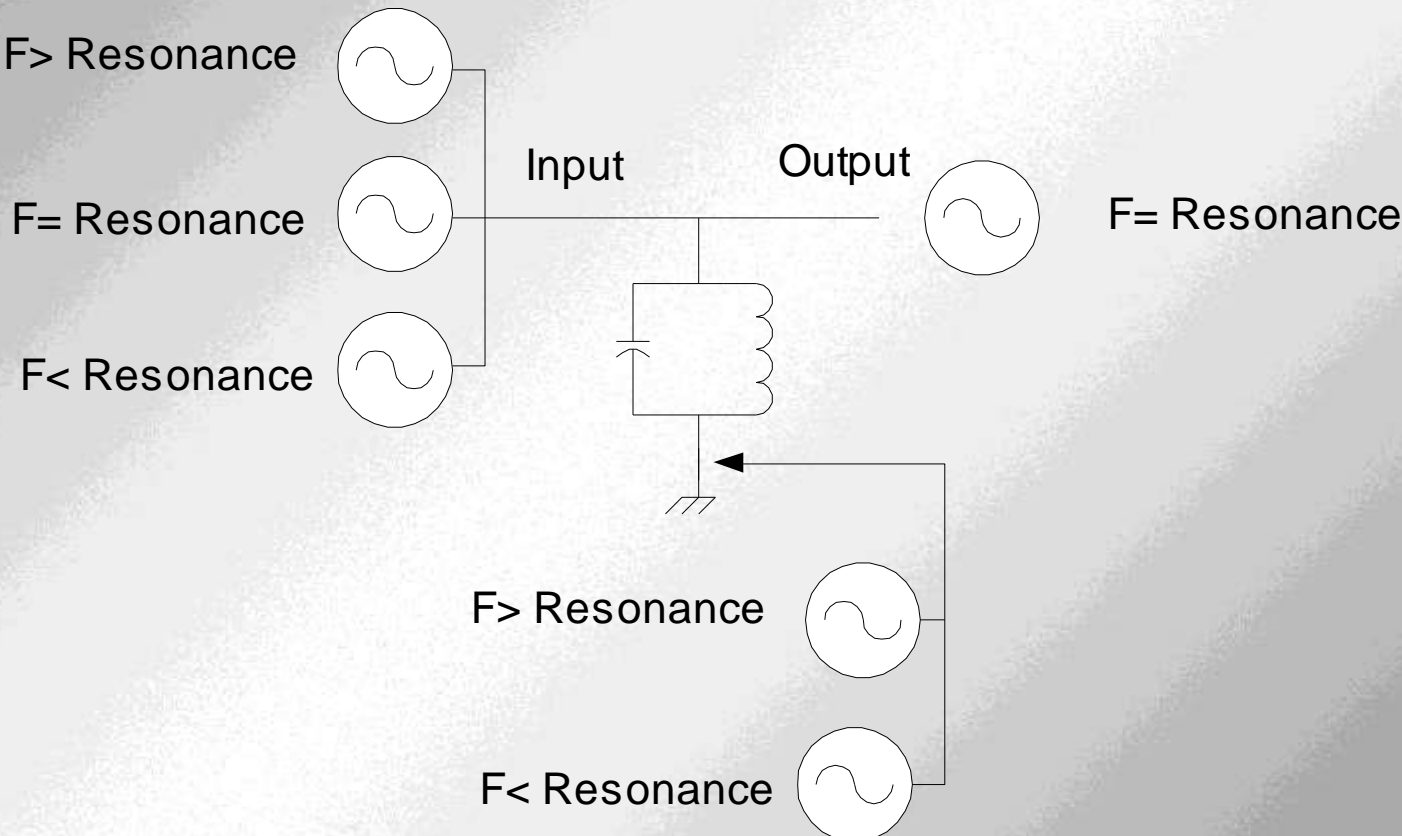 F> Resonance
Input
Output
F= Resonance
F= Resonance
F< Resonance
F> Resonance
F< Resonance